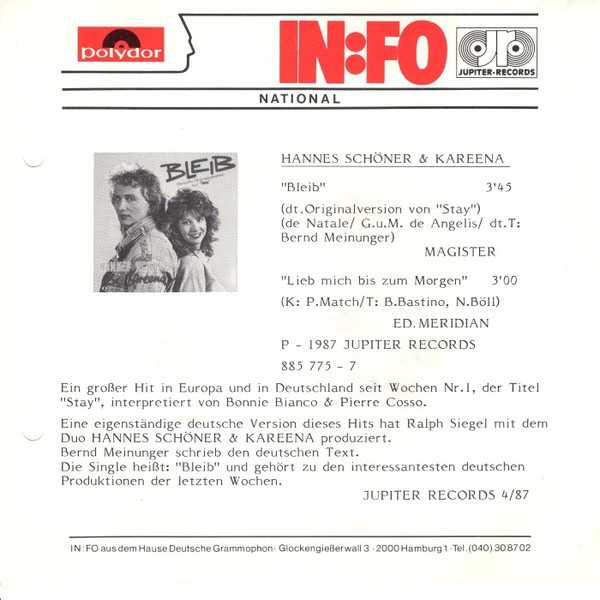 polydor
IN:FO
JUPITER-RECORDS
NATIONAL
BLEIB
HANNES SCHÖNER & KAREENA
"Bleib" 3'45
(dt.Originalversion von "Stay")
(de Natale/ G.u.M. de Angelis/ dt.T:
Bernd Meinunger)
MAGISTER
"Lieb mich bis zum Morgen" 3'00
(K: P.Match/T: B.Bastino, N.Böll)
ED. MERIDIAN
P - 1987 JUPITER RECORDS
885 775 - 7
Ein großer Hit in Europa und in Deutschland seit Wochen Nr.1, der Titel
"Stay", interpretiert von Bonnie Bianco & Pierre Cosso.
Eine eigenständige deutsche Version dieses Hits hat Ralph Siegel mit dem
Duo HANNES SCHÖNER & KAREENA produziert.
Bernd Meinunger schrieb den deutschen Text.
Die Single heißt: "Bleib" und gehört zu den interessantesten deutschen
Produktionen der letzten Wochen.
JUPITER RECORDS 4/87
IN:FO aus dem Hause Deutsche Grammophon · Glockengießerwall 3 · 2000 Hamburg 1 · Tel. (040) 308702